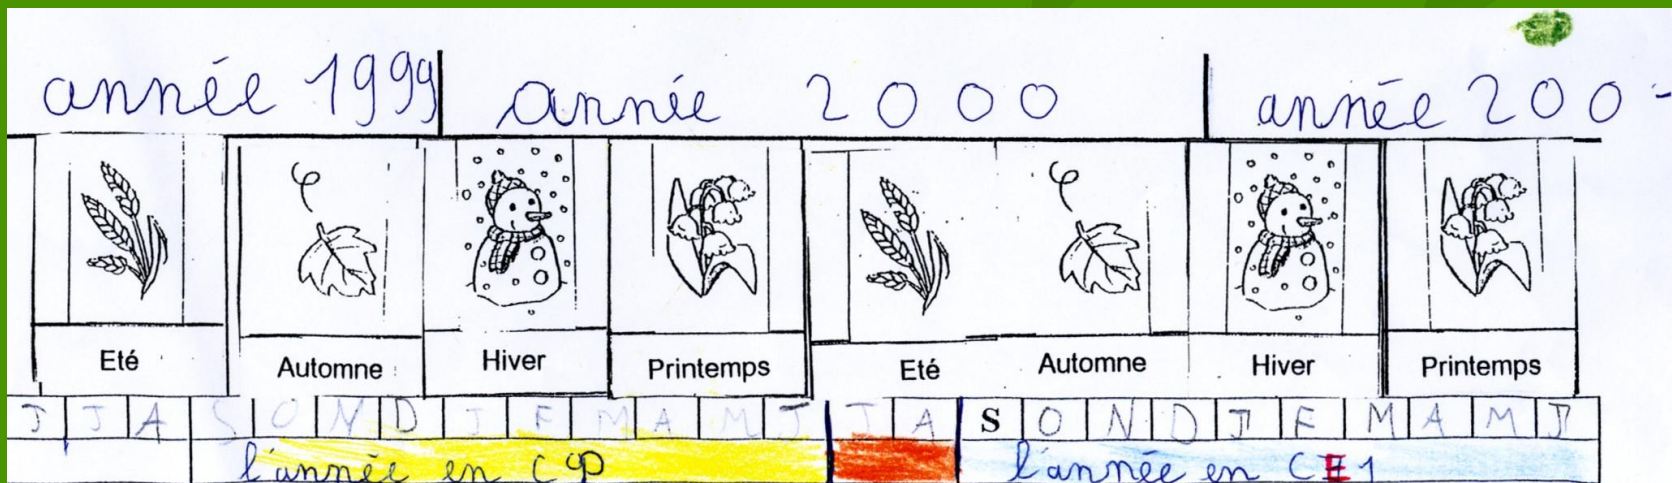 année 1999 année 2000 année 200
Eté Automne Hiver Printemps Eté Automne Hiver Printemps
J J A S O N D J F M A M J J A S O N D J F M A M J
l'année en CP l'année en CE1